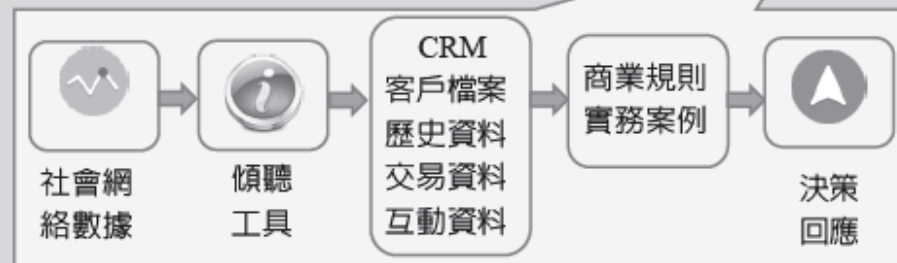 社會網
絡數據
i
傾聽
工具
CRM
客戶檔案
歷史資料
交易資料
互動資料
商業規則
實務案例
決策
回應